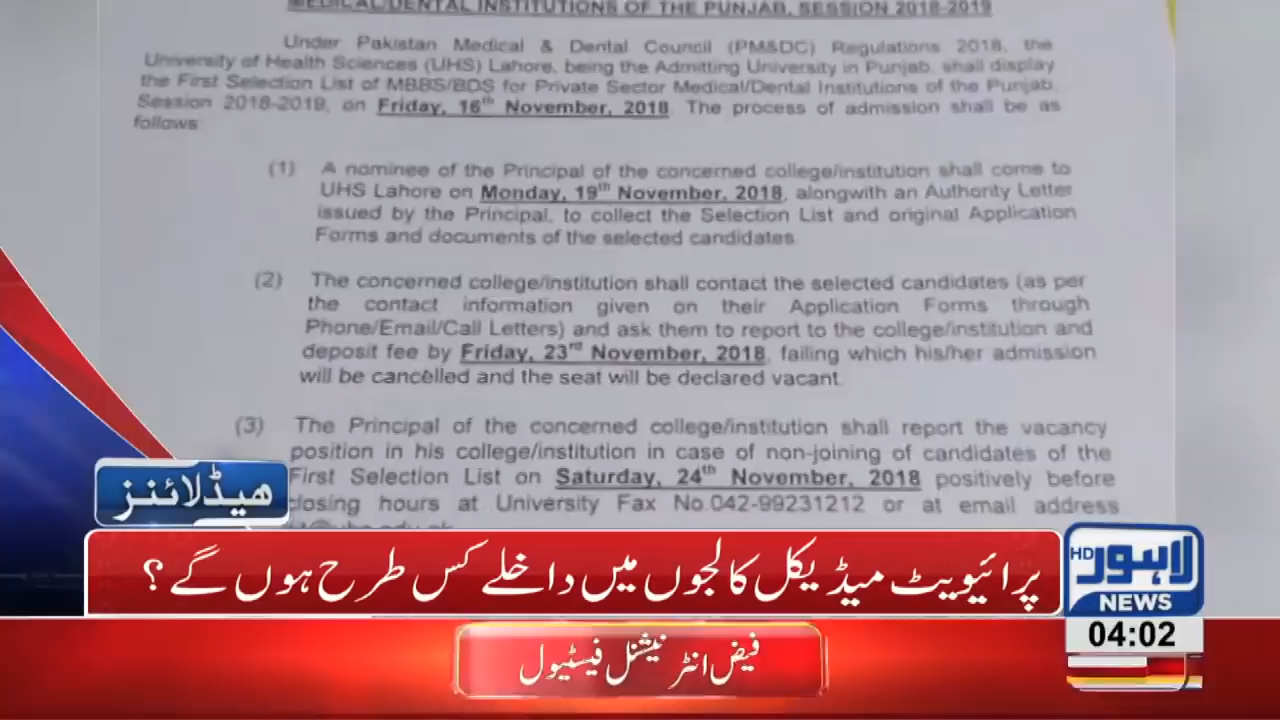 MEDICAL/DENTAL INSTITUTIONS OF THE PUNJAB, SESSION 2018-2019
Under Pakistan Medical & Dental Council (PM&DC) Regulations 2018, the
University of Health Sciences (UHS) Lahore, being the Admitting University in Punjab, shall display
the First Selection List of MBBS/BDS for Private Sector Medical/Dental Institutions of the Punjab,
Session 2018-2019, on Friday, 16th November, 2018. The process of admission shall be as
follows:
(1) A nominee of the Principal of the concerned college/institution shall come to
UHS Lahore on Monday, 19th November, 2018, alongwith an Authority Letter
issued by the Principal, to collect the Selection List and original Application
Forms and documents of the selected candidates.
(2) The concerned college/institution shall contact the selected candidates (as per
the contact information given on their Application Forms through
Phone/Email/Call Letters) and ask them to report to the college/institution and
deposit fee by Friday, 23rd November, 2018, failing which his/her admission
will be cancelled and the seat will be declared vacant.
(3) The Principal of the concerned college/institution shall report the vacancy
position in his college/institution in case of non-joining of candidates of the
First Selection List on Saturday, 24th November, 2018 positively before
closing hours at University Fax No.042-99231212 or at email address
ہیڈلائنز
پرائیویٹ میڈیکل کالجوں میں داخلے کس طرح ہوں گے؟
لاہور HD
NEWS
04:02
فیض انٹرنیشنل فیسٹیول